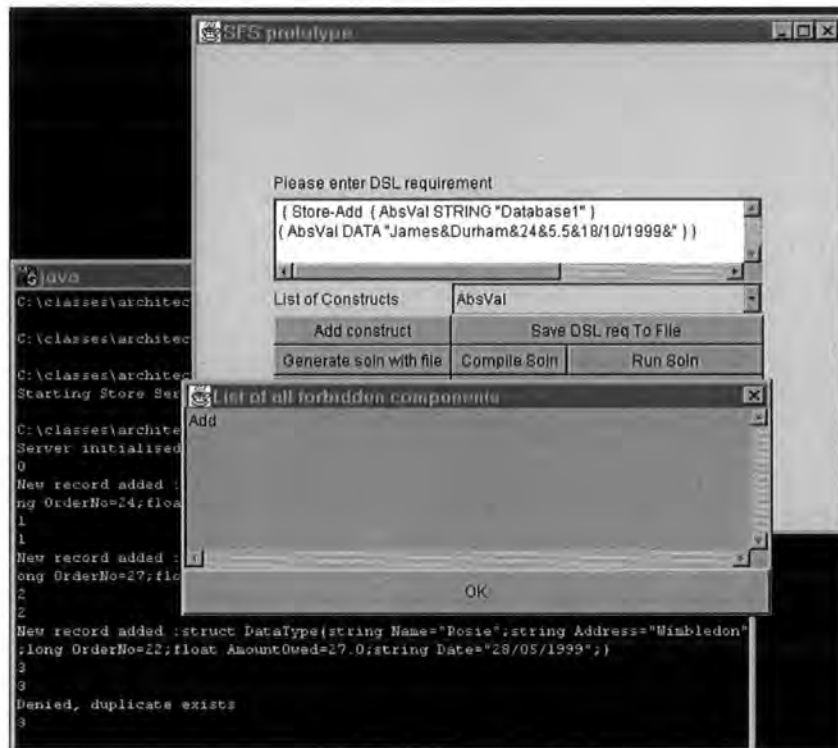 SFS prototype
Please enter DSL requirement
( Store-Add ( AbsVal STRING "Database1" )
( AbsVal DATA "James&Durham&24&5.5&18/10/1999&" ) )
List of Constructs AbsVal
Add construct Save DSL req To File
Generate soln with file Compile Soln Run Soln
List of all forbidden components
Add
OK
java
C:\classes\architec
C:\classes\architec
C:\classes\architec
Starting Store Ser
C:\classes\archite
Server initialised
0
New record added :
ng OrderNo=24;floa
1
1
New record added :
ong OrderNo=27;flo
2
2
New record added :struct DataType{string Name="Rosie";string Address="Wimbledon"
;long OrderNo=22;float AmountOwed=27.0;string Date="28/05/1999";}
3
3
Denied, duplicate exists
3